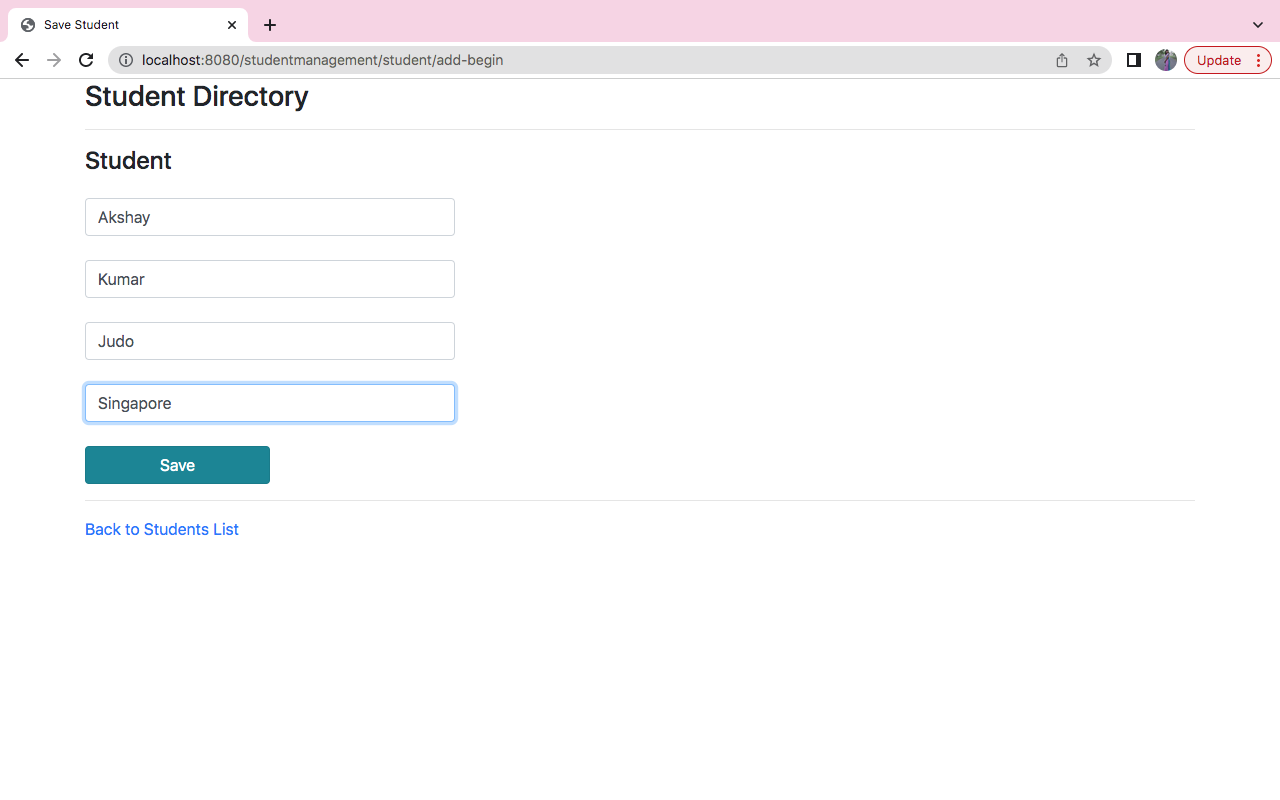 Save Student
localhost:8080/studentmanagement/student/add-begin
Update
Student Directory
Student
Akshay
Kumar
Judo
Singapore
Save
Back to Students List